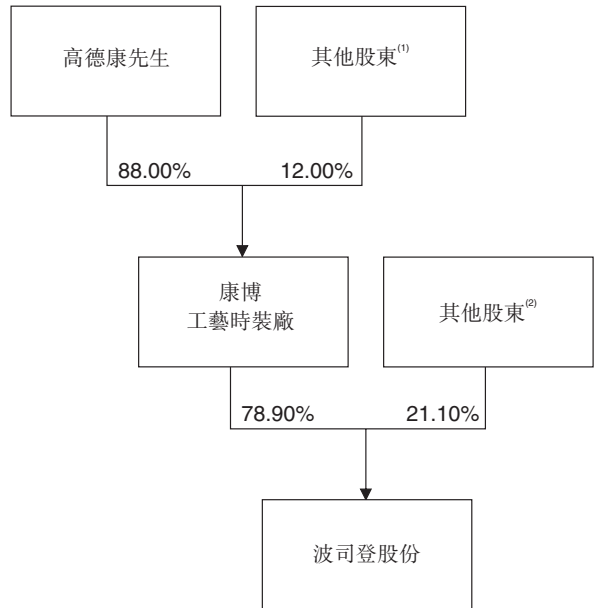 高德康先生
其他股東(1)
88.00%
12.00%
康博
工藝時裝廠
其他股東(2)
78.90%
21.10%
波司登股份